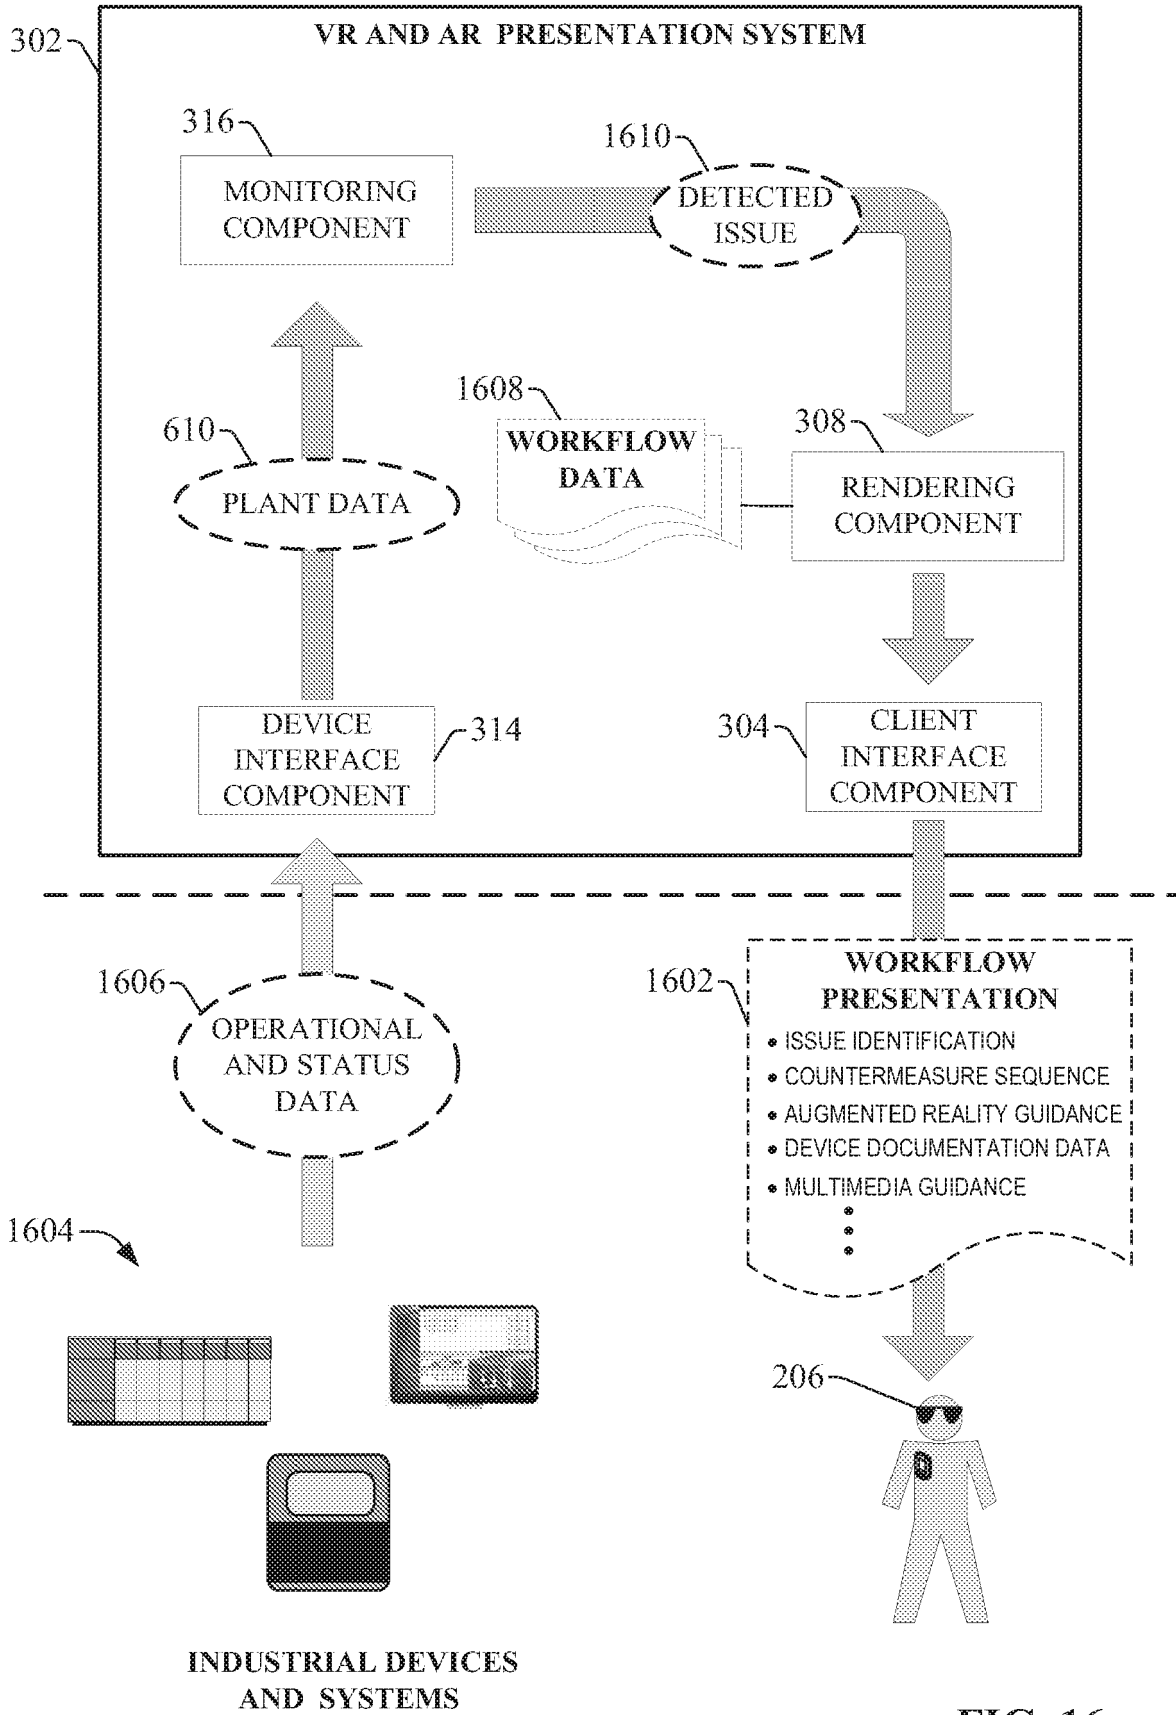 302
VR AND AR PRESENTATION SYSTEM
316
MONITORING
COMPONENT
1610
DETECTED
ISSUE
1608
WORKFLOW
DATA
308
RENDERING
COMPONENT
610
PLANT DATA
DEVICE
INTERFACE
COMPONENT
314
304
CLIENT
INTERFACE
COMPONENT
1606
OPERATIONAL
AND STATUS
DATA
1602
WORKFLOW
PRESENTATION
• ISSUE IDENTIFICATION
• COUNTERMEASURE SEQUENCE
• AUGMENTED REALITY GUIDANCE
• DEVICE DOCUMENTATION DATA
• MULTIMEDIA GUIDANCE
1604
206
INDUSTRIAL DEVICES
AND SYSTEMS
FIG. 16